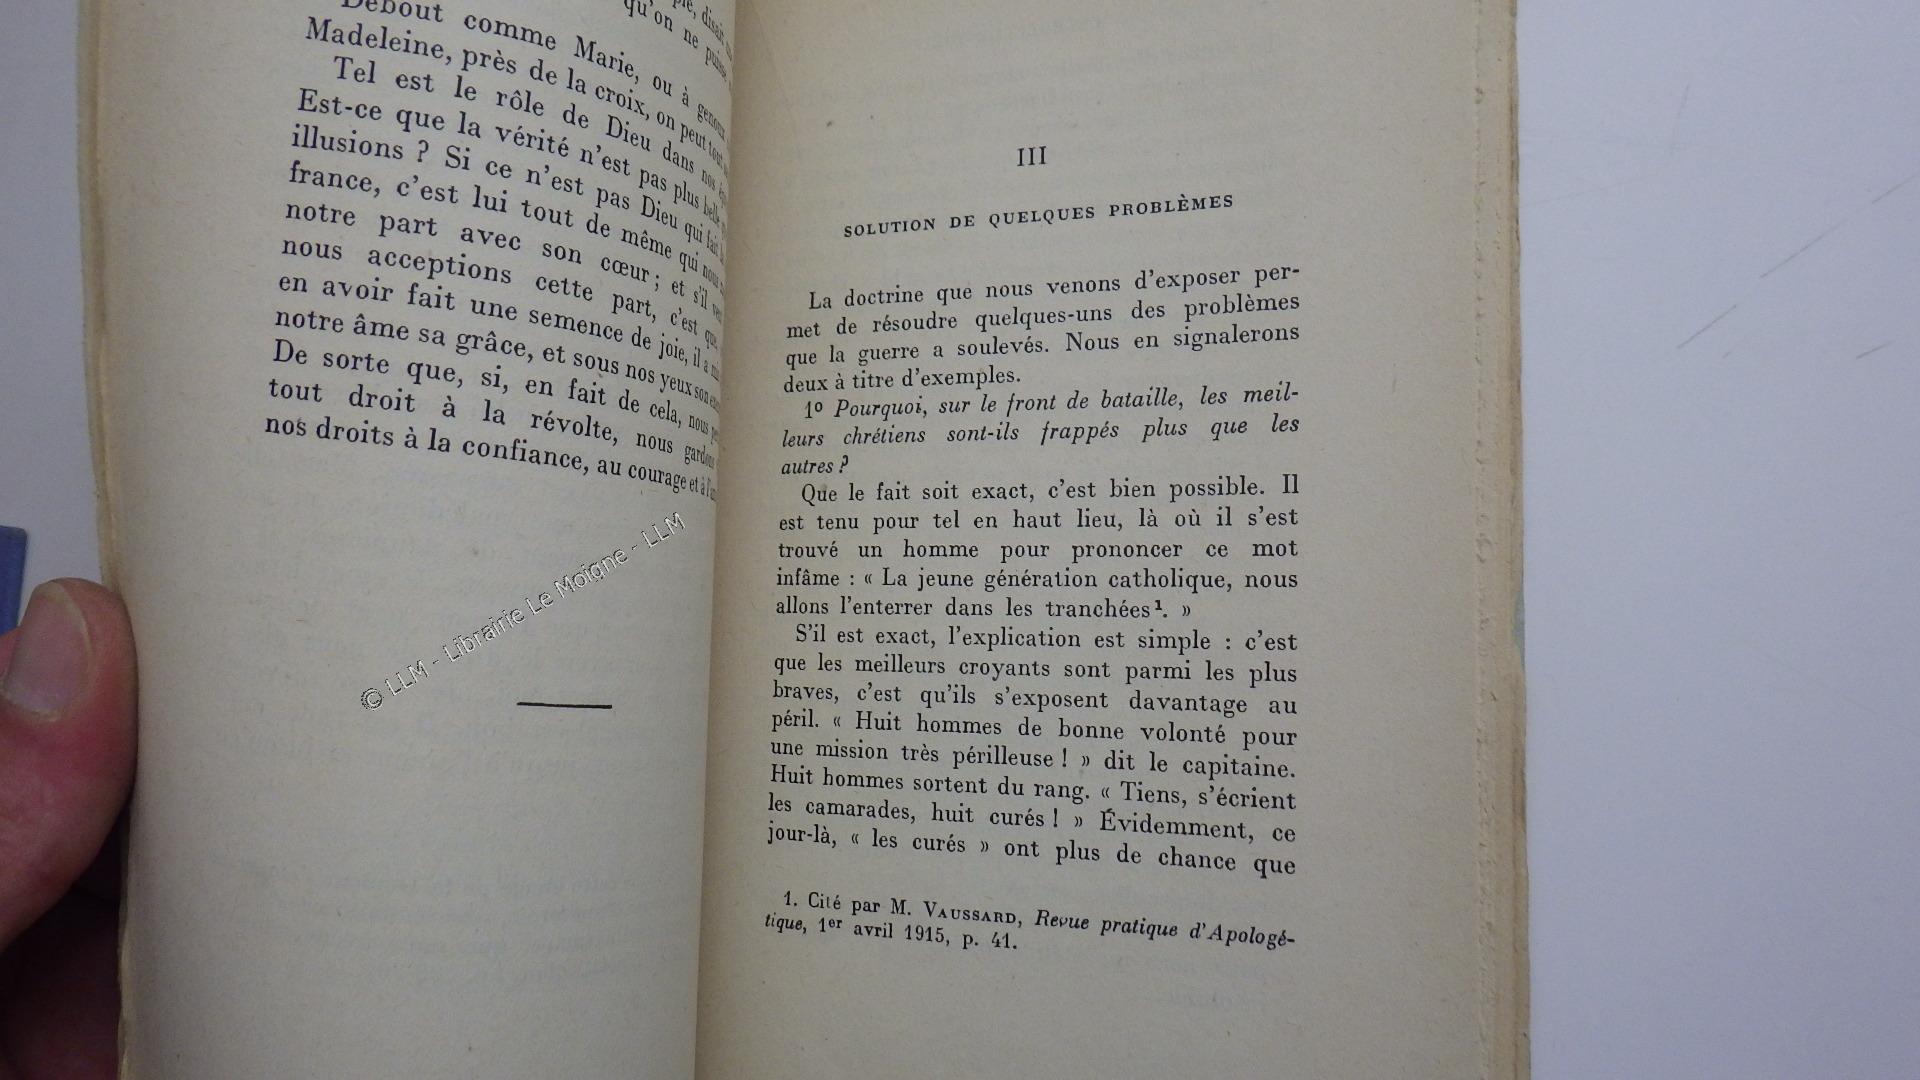 qu'on ne puisse
Debout comme Marie, ou à genoux
Madeleine, près de la croix, on peut tout
Tel est le rôle de Dieu dans nos
Est-ce que la vérité n'est pas plus belle
illusions ? Si ce n'est pas Dieu qui fait la
france, c'est lui tout de même qui nous
notre part avec son cœur ; et s'il
nous acceptions cette part, c'est que,
en avoir fait une semence de joie, il a mis
notre âme sa grâce, et sous nos yeux son
De sorte que, si, en fait de cela, nous
tout droit à la révolte, nous gardons
nos droits à la confiance, au courage et à
© LLM - Librairie Le Moigne - LLM
III
SOLUTION DE QUELQUES PROBLÈMES
La doctrine que nous venons d'exposer per-
met de résoudre quelques-uns des problèmes
que la guerre a soulevés. Nous en signalerons
deux à titre d'exemples.
1º Pourquoi, sur le front de bataille, les meil-
leurs chrétiens sont-ils frappés plus que les
autres ?
Que le fait soit exact, c'est bien possible. Il
est tenu pour tel en haut lieu, là où il s'est
trouvé un homme pour prononcer ce mot
infâme : « La jeune génération catholique, nous
allons l'enterrer dans les tranchées¹. »
S'il est exact, l'explication est simple : c'est
que les meilleurs croyants sont parmi les plus
braves, c'est qu'ils s'exposent davantage au
péril. « Huit hommes de bonne volonté pour
une mission très périlleuse ! » dit le capitaine.
Huit hommes sortent du rang. « Tiens, s'écrient
les camarades, huit curés ! » Évidemment, ce
jour-là, « les curés » ont plus de chance que
1. Cité par M. VAUSSARD, Revue pratique d'Apologé-
tique, 1er avril 1915, p. 41.